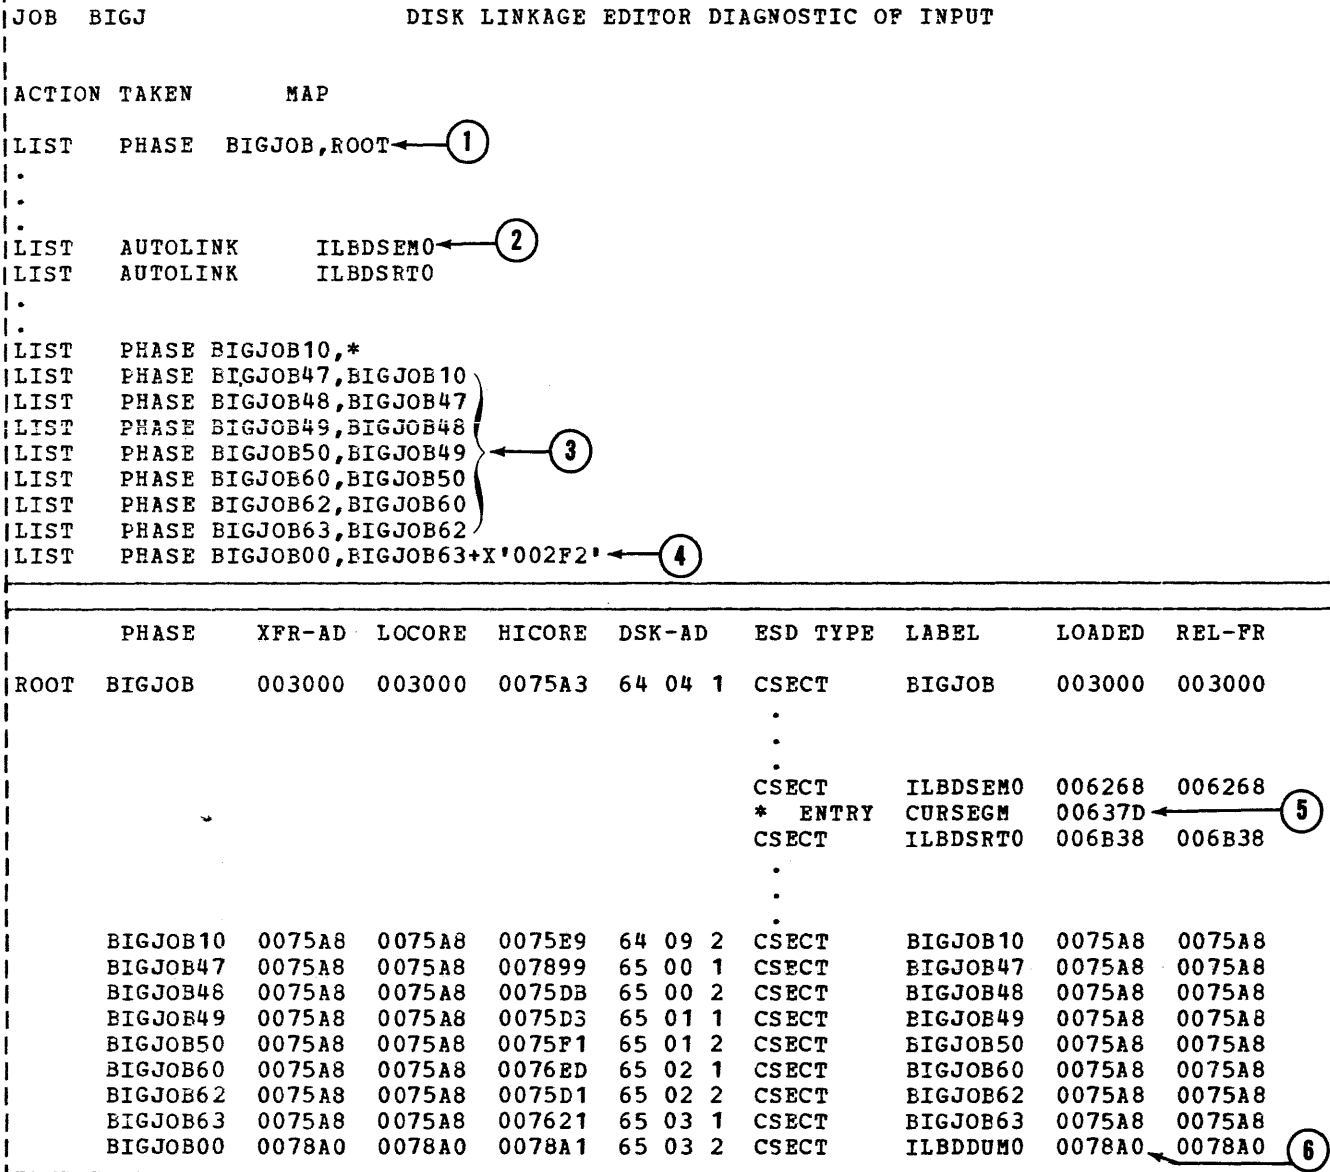 JOB BIGJ DISK LINKAGE EDITOR DIAGNOSTIC OF INPUT
ACTION TAKEN MAP
LIST PHASE BIGJOB,ROOT 1
.
.
.
LIST AUTOLINK ILBDSEM0 2
LIST AUTOLINK ILBDSRT0
.
.
LIST PHASE BIGJOB10,*
LIST PHASE BIGJOB47,BIGJOB10
LIST PHASE BIGJOB48,BIGJOB47
LIST PHASE BIGJOB49,BIGJOB48
LIST PHASE BIGJOB50,BIGJOB49 3
LIST PHASE BIGJOB60,BIGJOB50
LIST PHASE BIGJOB62,BIGJOB60
LIST PHASE BIGJOB63,BIGJOB62
LIST PHASE BIGJOB00,BIGJOB63+X'002F2' 4
PHASE XFR-AD LOCORE HICORE DSK-AD ESD TYPE LABEL LOADED REL-FR
ROOT BIGJOB 003000 003000 0075A3 64 04 1 CSECT BIGJOB 003000 003000
.
.
.
CSECT ILBDSEM0 006268 006268
* ENTRY CURSEGM 00637D 5
CSECT ILBDSRT0 006B38 006B38
.
.
.
BIGJOB10 0075A8 0075A8 0075E9 64 09 2 CSECT BIGJOB10 0075A8 0075A8
BIGJOB47 0075A8 0075A8 007899 65 00 1 CSECT BIGJOB47 0075A8 0075A8
BIGJOB48 0075A8 0075A8 0075DB 65 00 2 CSECT BIGJOB48 0075A8 0075A8
BIGJOB49 0075A8 0075A8 0075D3 65 01 1 CSECT BIGJOB49 0075A8 0075A8
BIGJOB50 0075A8 0075A8 0075F1 65 01 2 CSECT BIGJOB50 0075A8 0075A8
BIGJOB60 0075A8 0075A8 0076ED 65 02 1 CSECT BIGJOB60 0075A8 0075A8
BIGJOB62 0075A8 0075A8 0075D1 65 02 2 CSECT BIGJOB62 0075A8 0075A8
BIGJOB63 0075A8 0075A8 007621 65 03 1 CSECT BIGJOB63 0075A8 0075A8
BIGJOB00 0078A0 0078A0 0078A1 65 03 2 CSECT ILBDDUM0 0078A0 0078A0 6